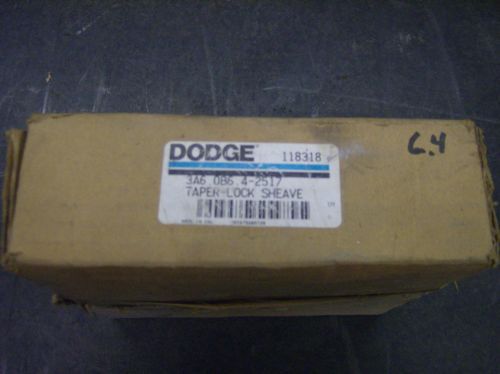 DODGE 118318
3A6.0B6.4-2517
TAPER-LOCK SHEAVE
6.4